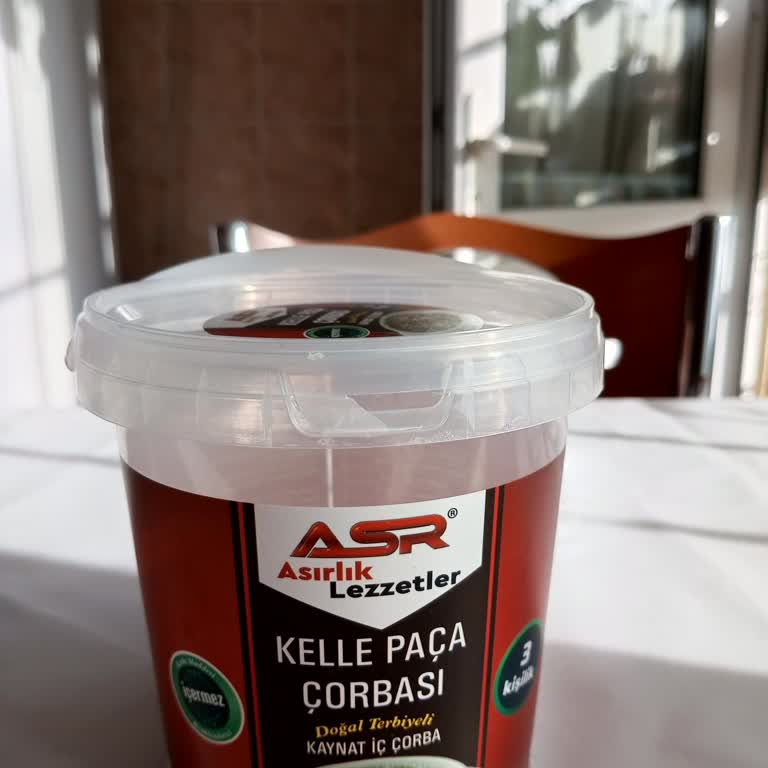 ASR®
Asırlık
Lezzetler
KELLE PAÇA
ÇORBASI
Doğal Terbiyeli
KAYNAT İÇ ÇORBA
içermez
3
kişilik